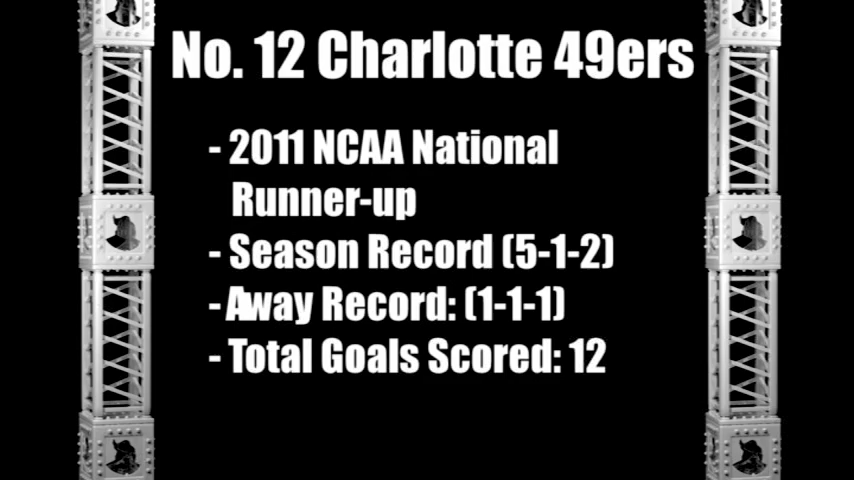 No. 12 Charlotte 49ers
- 2011 NCAA National
Runner-up
- Season Record (5-1-2)
- Away Record: (1-1-1)
- Total Goals Scored: 12